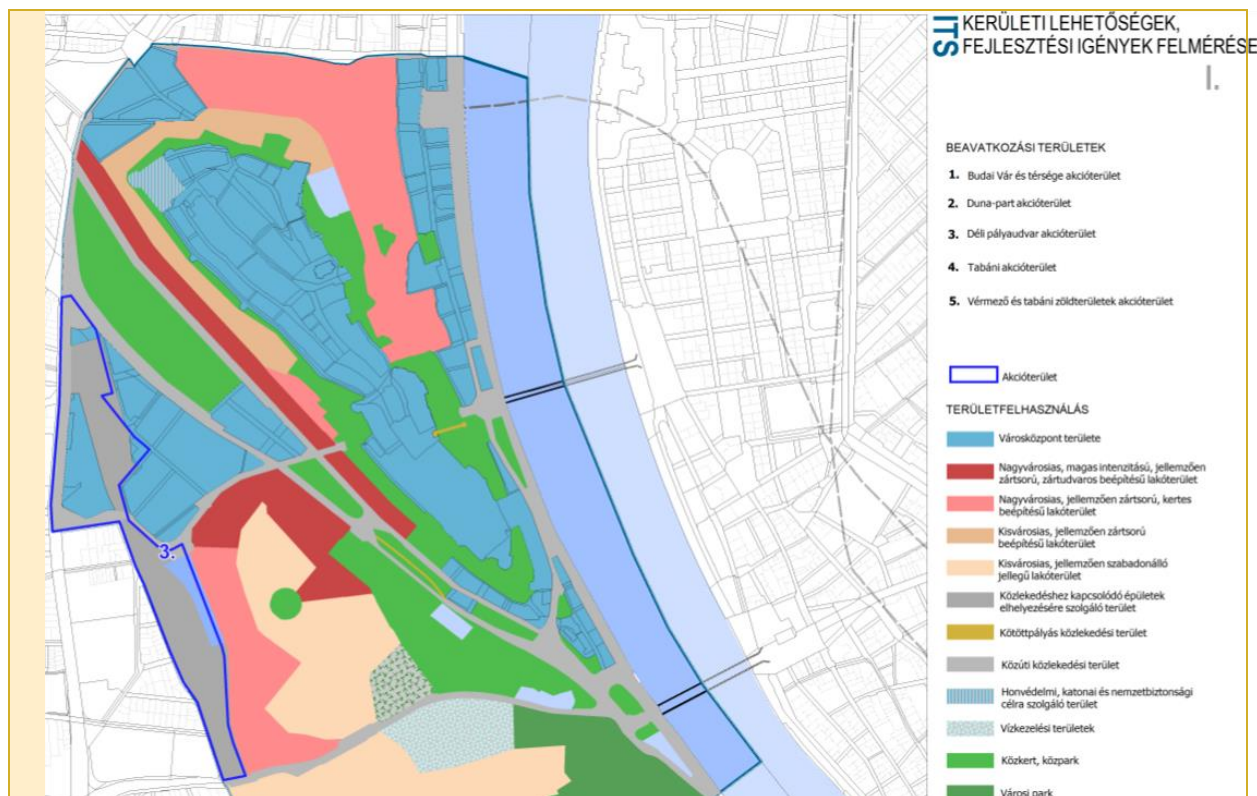 ITS
KERÜLETI LEHETŐSÉGEK,
FEJLESZTÉSI IGÉNYEK FELMÉRÉSE
I.
BEAVATKOZÁSI TERÜLETEK
1. Budai Vár és térsége akcióterület
2. Duna-part akcióterület
3. Déli pályaudvar akcióterület
4. Tabáni akcióterület
5. Vérmező és tabáni zöldterületek akcióterület
Akcióterület
TERÜLETFELHASZNÁLÁS
Városközpont területe
Nagyvárosias, magas intenzitású, jellemzően
zártsorú, zártudvaros beépítésű lakóterület
Nagyvárosias, jellemzően zártsorú, kertes
beépítésű lakóterület
Kisvárosias, jellemzően zártsorú
beépítésű lakóterület
Kisvárosias, jellemzően szabadonálló
jellegű lakóterület
Közlekedéshez kapcsolódó épületek
elhelyezésére szolgáló terület
Kötöttpályás közlekedési terület
Közúti közlekedési terület
Honvédelmi, katonai és nemzetbiztonsági
célra szolgáló terület
Vízkezelési területek
Közkert, közpark
Városi park
3.